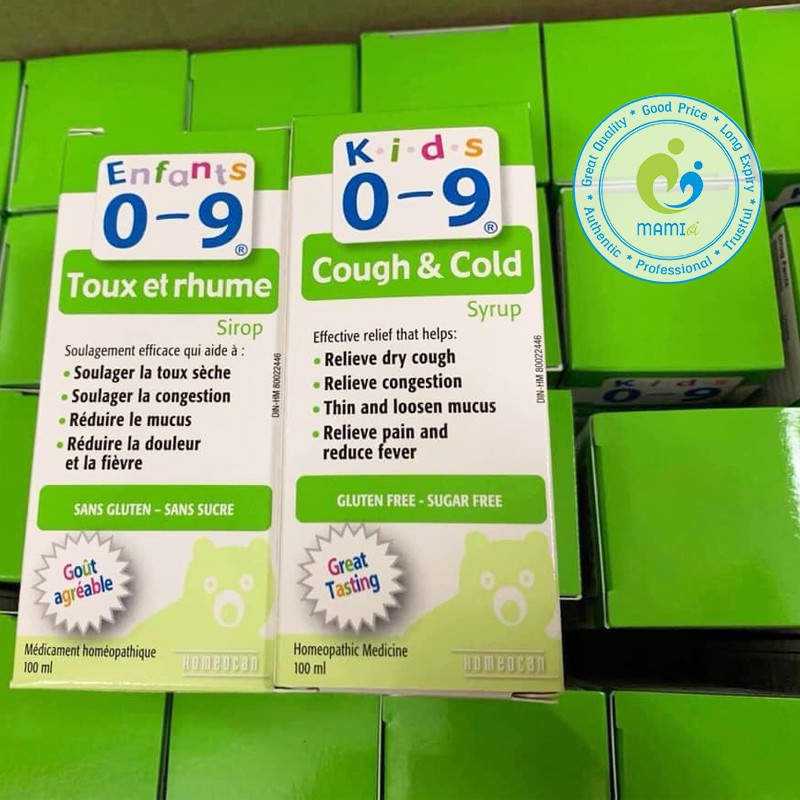 Enfants
0-9®
Toux et rhume
Sirop
Soulagement efficace qui aide à :
• Soulager la toux sèche
• Soulager la congestion
• Réduire le mucus
• Réduire la douleur
et la fièvre
DIN-HM 80022446
SANS GLUTEN – SANS SUCRE
Goût
agréable
Médicament homéopathique
100 ml
HOMEOCAN
K·i·d·s
0-9®
Cough & Cold
Syrup
Effective relief that helps:
• Relieve dry cough
• Relieve congestion
• Thin and loosen mucus
• Relieve pain and
reduce fever
DIN-HM 80022446
GLUTEN FREE - SUGAR FREE
Great
Tasting
Homeopathic Medicine
100 ml
HOMEOCAN
Great Quality * Good Price * Long Expiry * Trustful * Professional * Authentic *
MAMI ơi
Kids
0-9